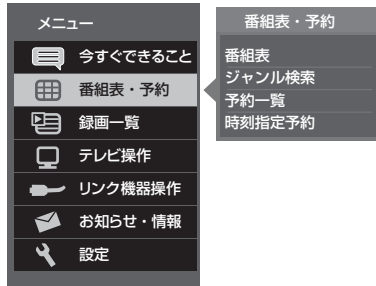 メニュー
今すぐできること
番組表・予約
録画一覧
テレビ操作
リンク機器操作
お知らせ・情報
設定
番組表・予約
番組表
ジャンル検索
予約一覧
時刻指定予約